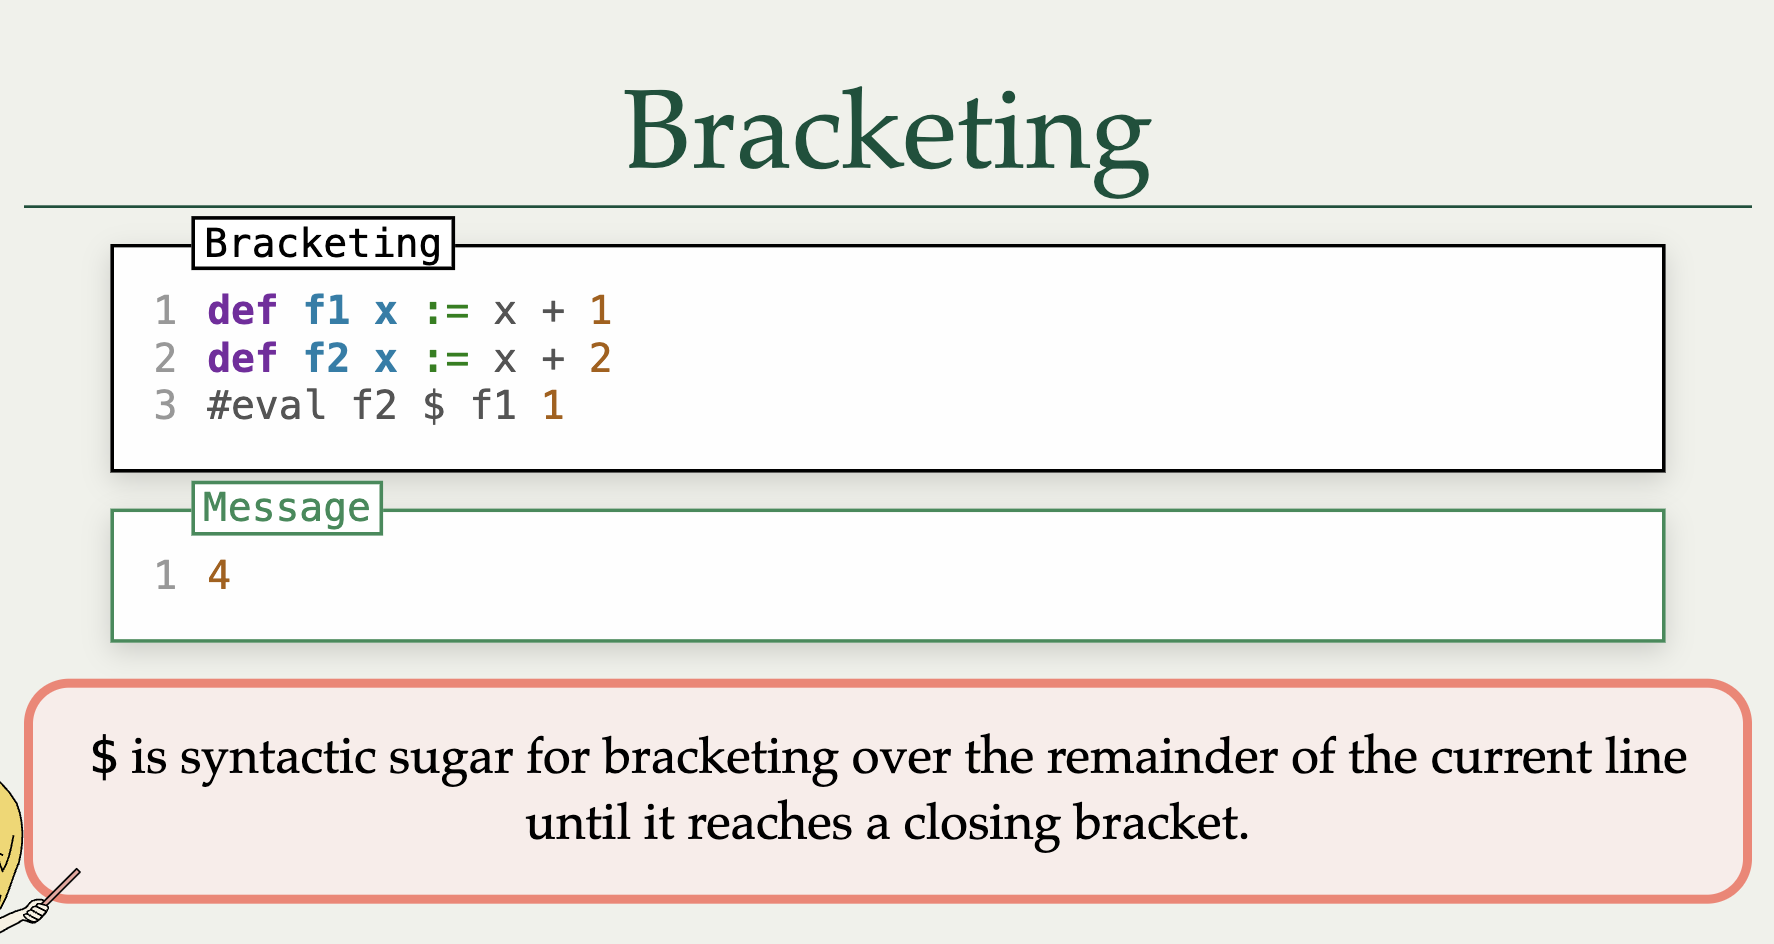 Bracketing
Bracketing
1 def f1 x := x + 1
2 def f2 x := x + 2
3 #eval f2 $ f1 1
Message
1 4
$ is syntactic sugar for bracketing over the remainder of the current line
until it reaches a closing bracket.